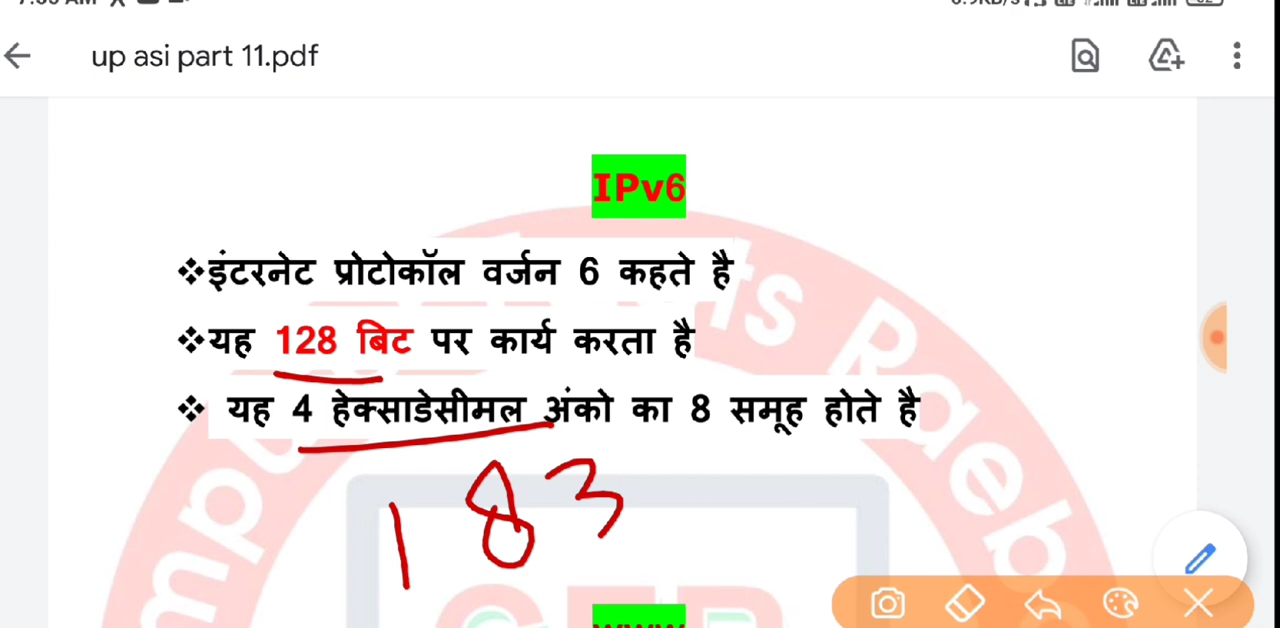 up asi part 11.pdf
IPv6
❖इंटरनेट प्रोटोकॉल वर्जन 6 कहते है
❖यह 128 बिट पर कार्य करता है
❖ यह 4 हेक्साडेसीमल अंको का 8 समूह होते है
183